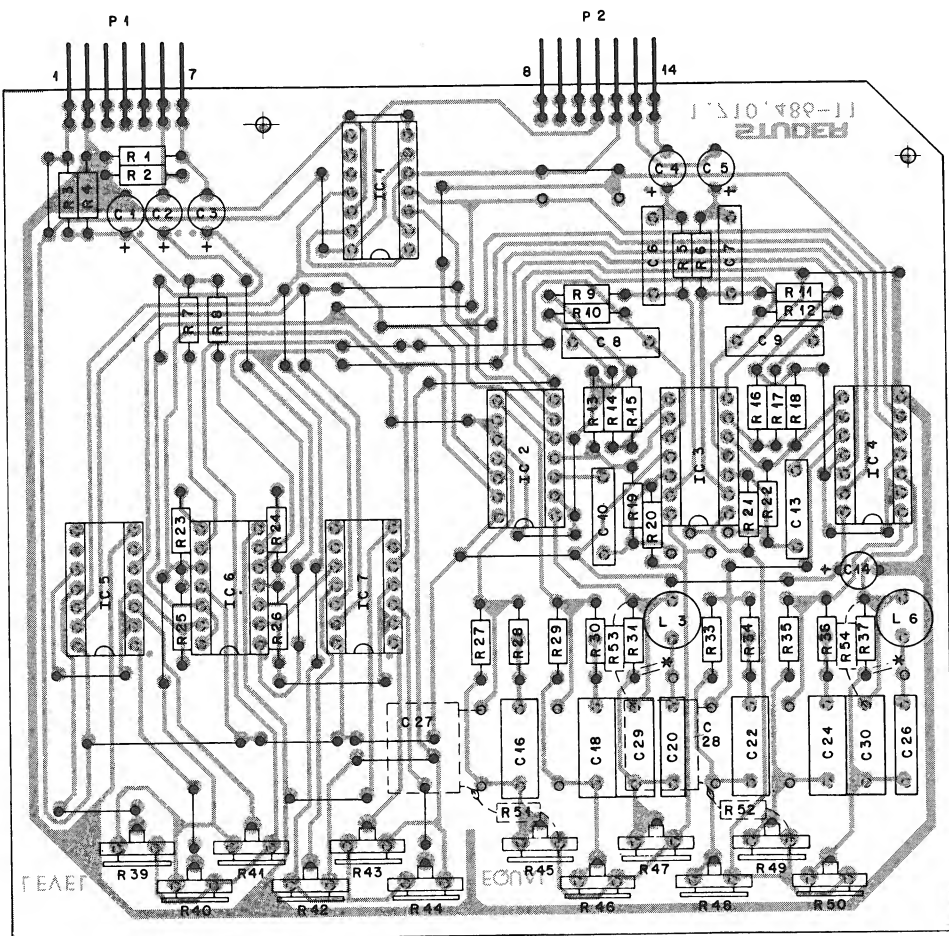 P 1
P 2
1
7
8
14
1.710.486-11
STUDER
R 1
R 2
R 3
R 4
C 1
C 2
C 3
IC 1
C 4
C 5
+
+
+
+
+
C 6
R 5
R 6
C 7
R 7
R 8
R 9
R 10
R 11
R 12
C 8
C 9
R 13
R 14
R 15
R 16
R 17
R 18
IC 2
IC 3
IC 4
C 10
R 19
R 20
R 21
R 22
C 13
R 23
R 24
IC 5
IC 6
IC 7
R 25
R 26
+
C 14
R 27
R 28
R 29
R 30
R 53
R 31
L 3
R 33
R 34
R 35
R 36
R 54
R 37
L 6
*
*
C 27
C 16
C 18
C 29
C 20
C 28
C 22
C 24
C 30
C 26
R 51
R 52
R 39
R 41
R 43
R 45
R 47
R 49
LEVEL
EQUAL
R 40
R 42
R 44
R 46
R 48
R 50